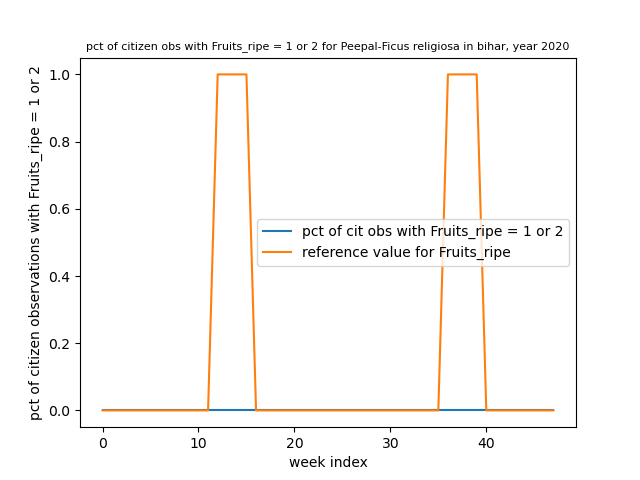 pct of citizen obs with Fruits_ripe = 1 or 2 for Peepal-Ficus religiosa in bihar, year 2020
pct of citizen observations with Fruits_ripe = 1 or 2
1.0
0.8
0.6
0.4
0.2
0.0
pct of cit obs with Fruits_ripe = 1 or 2
reference value for Fruits_ripe
0
10
20
30
40
week index